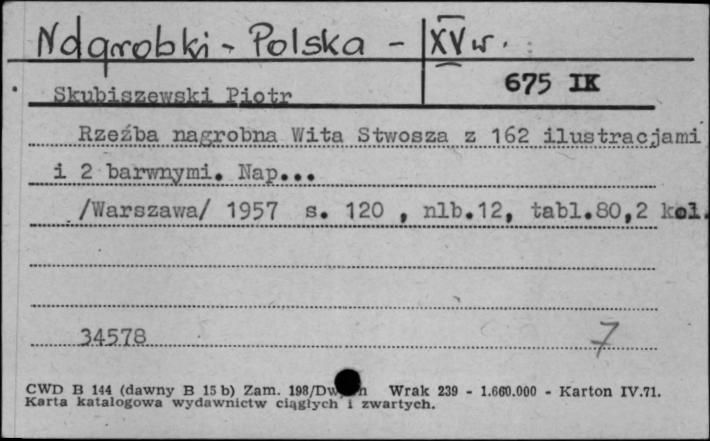 Nagrobki - Polska - XV w.
675 IK
Skubiszewski Piotr
Rzeźba nagrobna Wita Stwosza z 162 ilustracjami
i 2 barwnymi. Nap...
/Warszawa/ 1957 s. 120 , nlb.12, tabl.80,2 kol.
34578 7
CWD B 144 (dawny B 15 b) Zam. 198/ Wrak 239 - 1.660.000 - Karton IV.71.
Karta katalogowa wydawnictw ciągłych i zwartych.